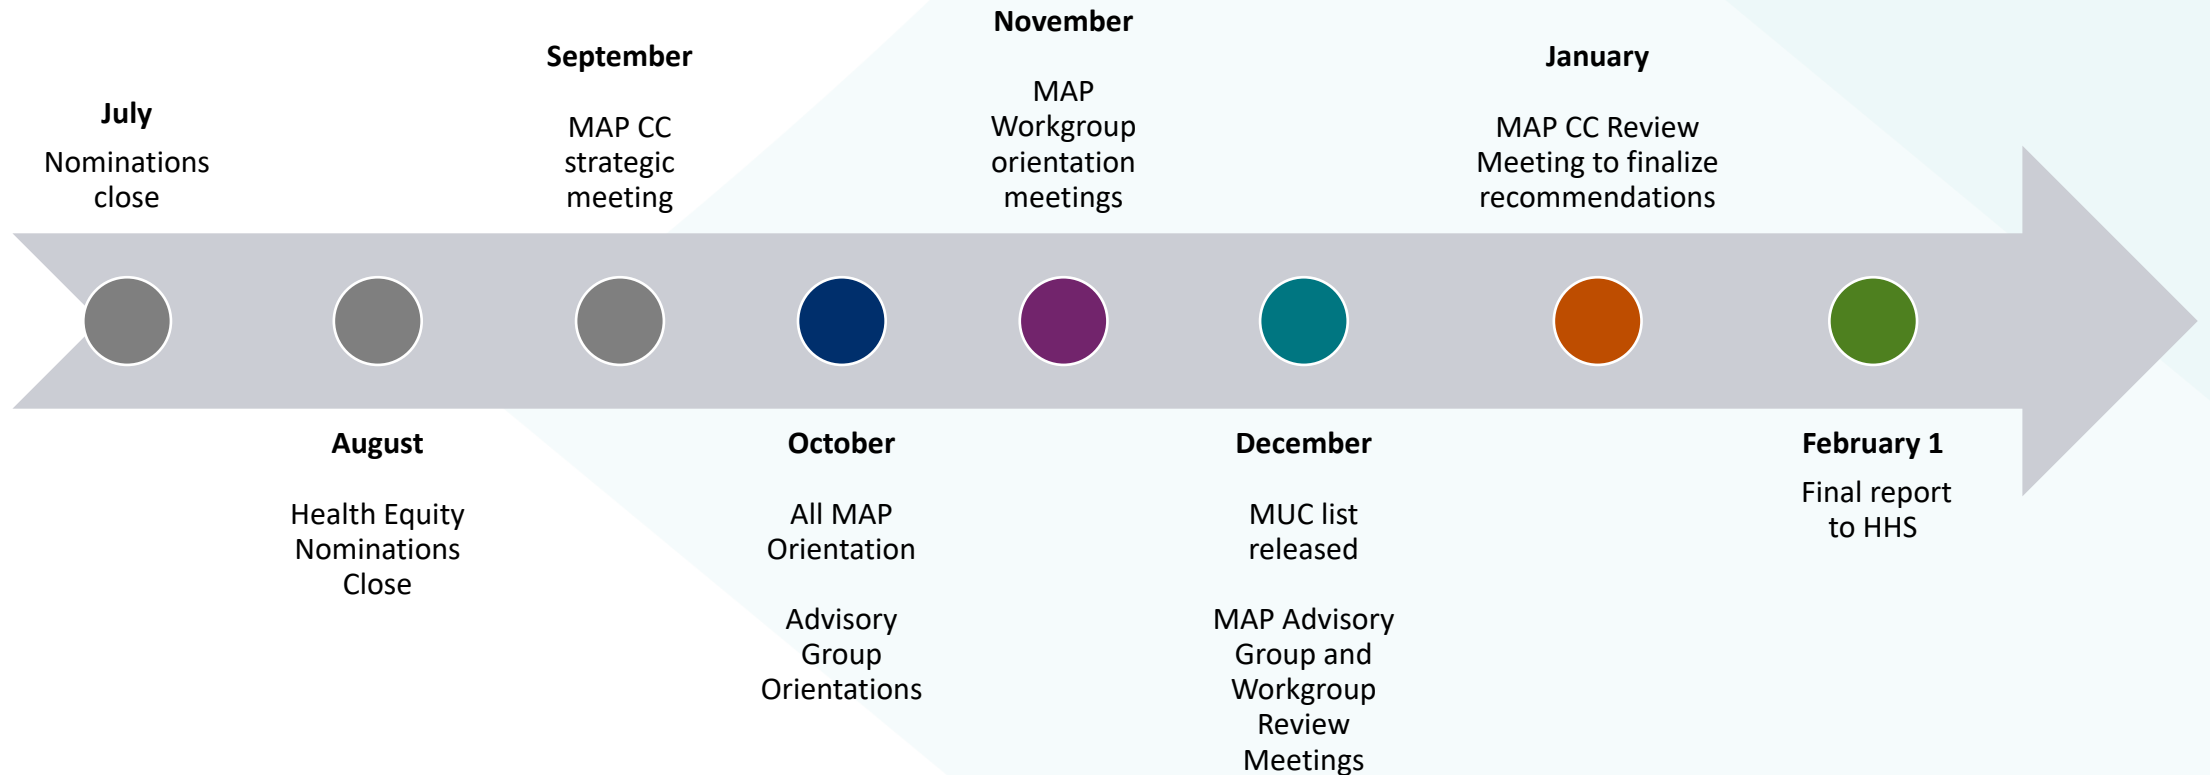 July
Nominations
close
August
Health Equity
Nominations
Close
September
MAP CC
strategic
meeting
October
All MAP
Orientation
Advisory
Group
Orientations
November
MAP
Workgroup
orientation
meetings
December
MUC list
released
MAP Advisory
Group and
Workgroup
Review
Meetings
January
MAP CC Review
Meeting to finalize
recommendations
February 1
Final report
to HHS